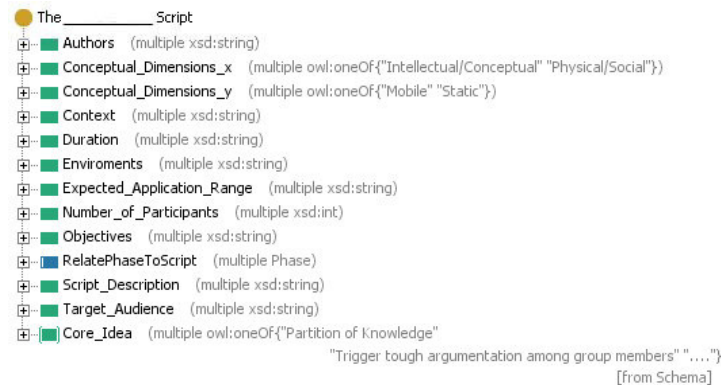 The____________ Script
Authors (multiple xsd:string)
Conceptual_Dimensions_x (multiple owl:oneOf{"Intellectual/Conceptual" "Physical/Social"})
Conceptual_Dimensions_y (multiple owl:oneOf{"Mobile" "Static"})
Context (multiple xsd:string)
Duration (multiple xsd:string)
Enviroments (multiple xsd:string)
Expected_Application_Range (multiple xsd:string)
Number_of_Participants (multiple xsd:int)
Objectives (multiple xsd:string)
RelatePhaseToScript (multiple Phase)
Script_Description (multiple xsd:string)
Target_Audience (multiple xsd:string)
Core_Idea (multiple owl:oneOf{"Partition of Knowledge"
"Trigger tough argumentation among group members" "...."}
[from Schema]